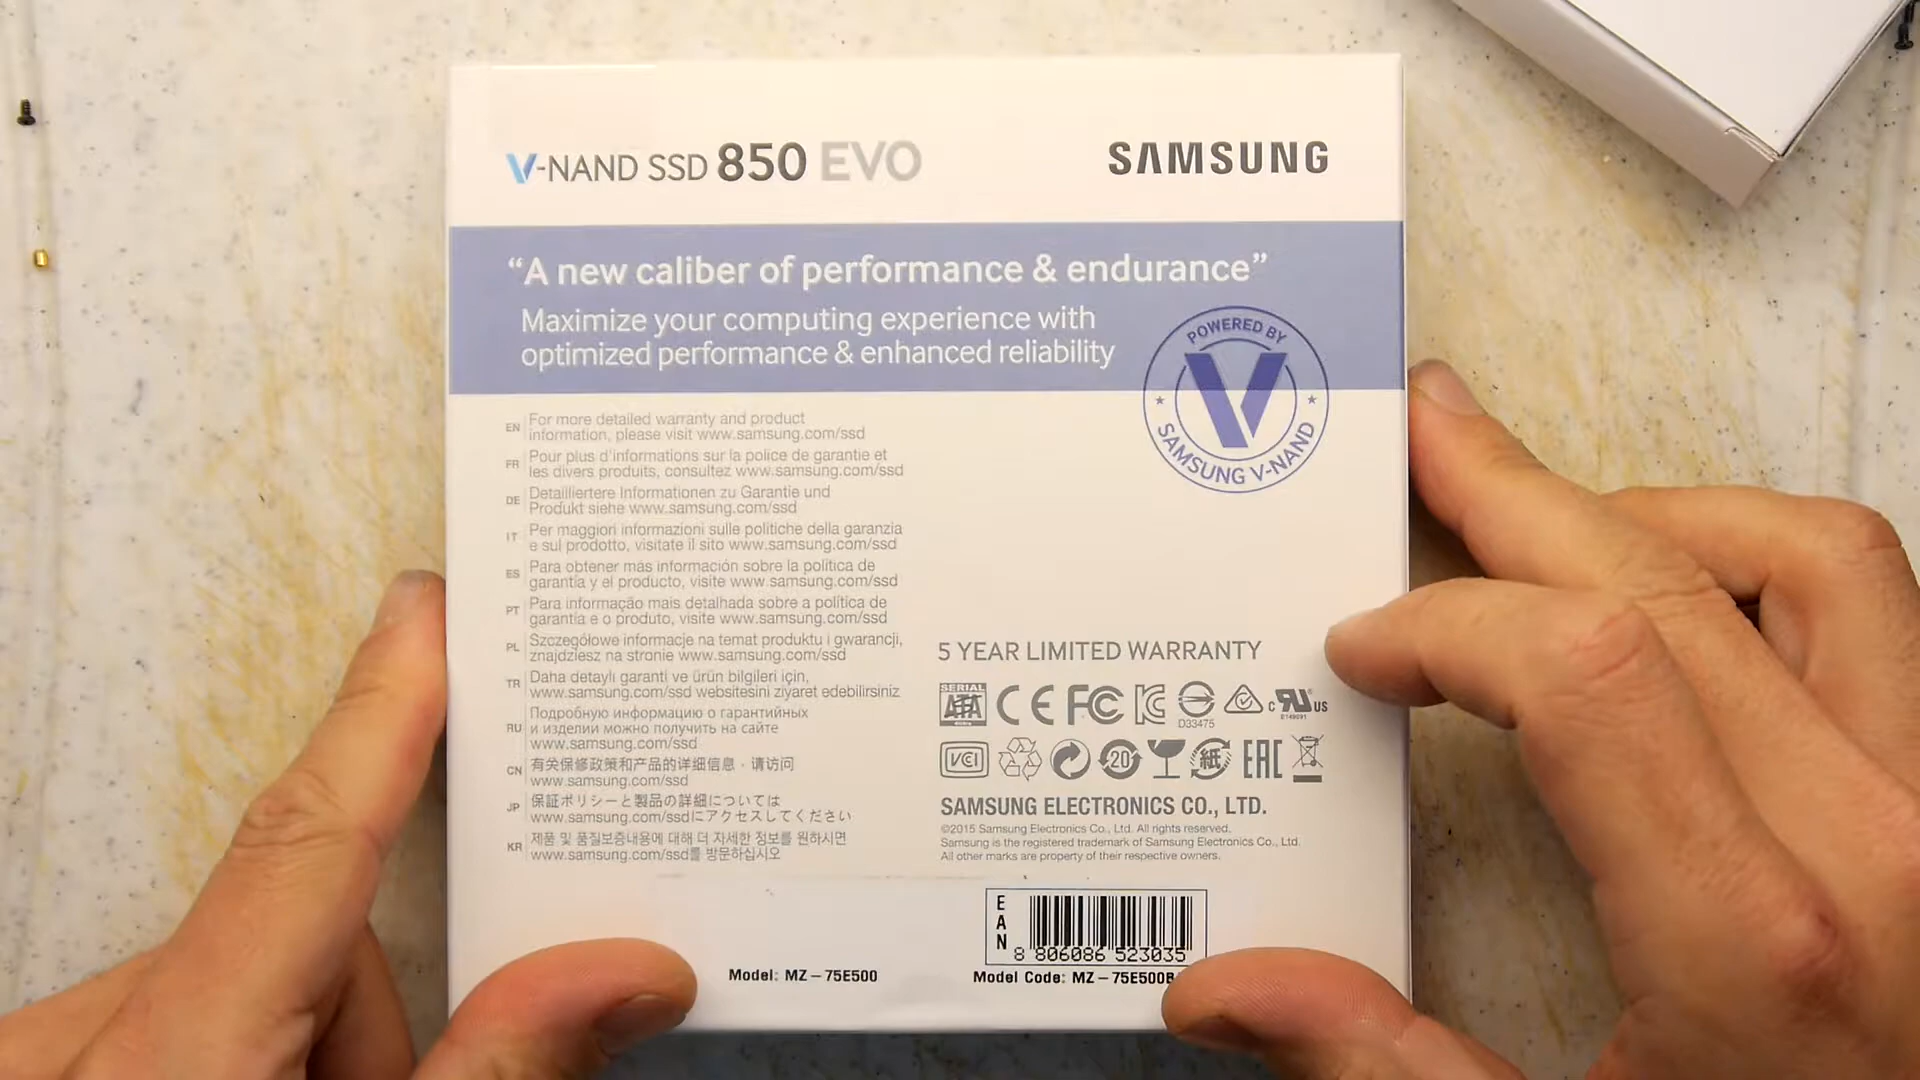 V-NAND SSD 850 EVO
SAMSUNG
“A new caliber of performance & endurance”
Maximize your computing experience with
optimized performance & enhanced reliability
POWERED BY
V
SAMSUNG V-NAND
EN For more detailed warranty and product
information, please visit www.samsung.com/ssd
FR Pour plus d'informations sur la police de garantie et
les divers produits, consultez www.samsung.com/ssd
DE Detailliertere Informationen zu Garantie und
Produkt siehe www.samsung.com/ssd
IT Per maggiori informazioni sulle politiche della garanzia
e sul prodotto, visitate il sito www.samsung.com/ssd
ES Para obtener más información sobre la política de
garantía y el producto, visite www.samsung.com/ssd
PT Para informação mais detalhada sobre a política de
garantia e o produto, visite www.samsung.com/ssd
PL Szczegółowe informacje na temat produktu i gwarancji,
znajdziesz na stronie www.samsung.com/ssd
TR Daha detaylı garanti ve ürün bilgileri için,
www.samsung.com/ssd websitesini ziyaret edebilirsiniz
RU Подробную информацию о гарантийных
и изделии можно получить на сайте
www.samsung.com/ssd
CN 有关保修政策和产品的详细信息，请访问
www.samsung.com/ssd
JP 保証ポリシーと製品の詳細については
www.samsung.com/ssdにアクセスしてください
KR 제품 및 품질보증내용에 대해 더 자세한 정보를 원하시면
www.samsung.com/ssd를 방문하십시오
5 YEAR LIMITED WARRANTY
SERIAL ATA
CE FC KC
D33475
c RU US
VCI
20
紙
EAC
SAMSUNG ELECTRONICS CO., LTD.
©2015 Samsung Electronics Co., Ltd. All rights reserved.
Samsung is the registered trademark of Samsung Electronics Co., Ltd.
All other marks are property of their respective owners.
EAN
8 806086 523035
Model: MZ-75E500
Model Code: MZ-75E500B